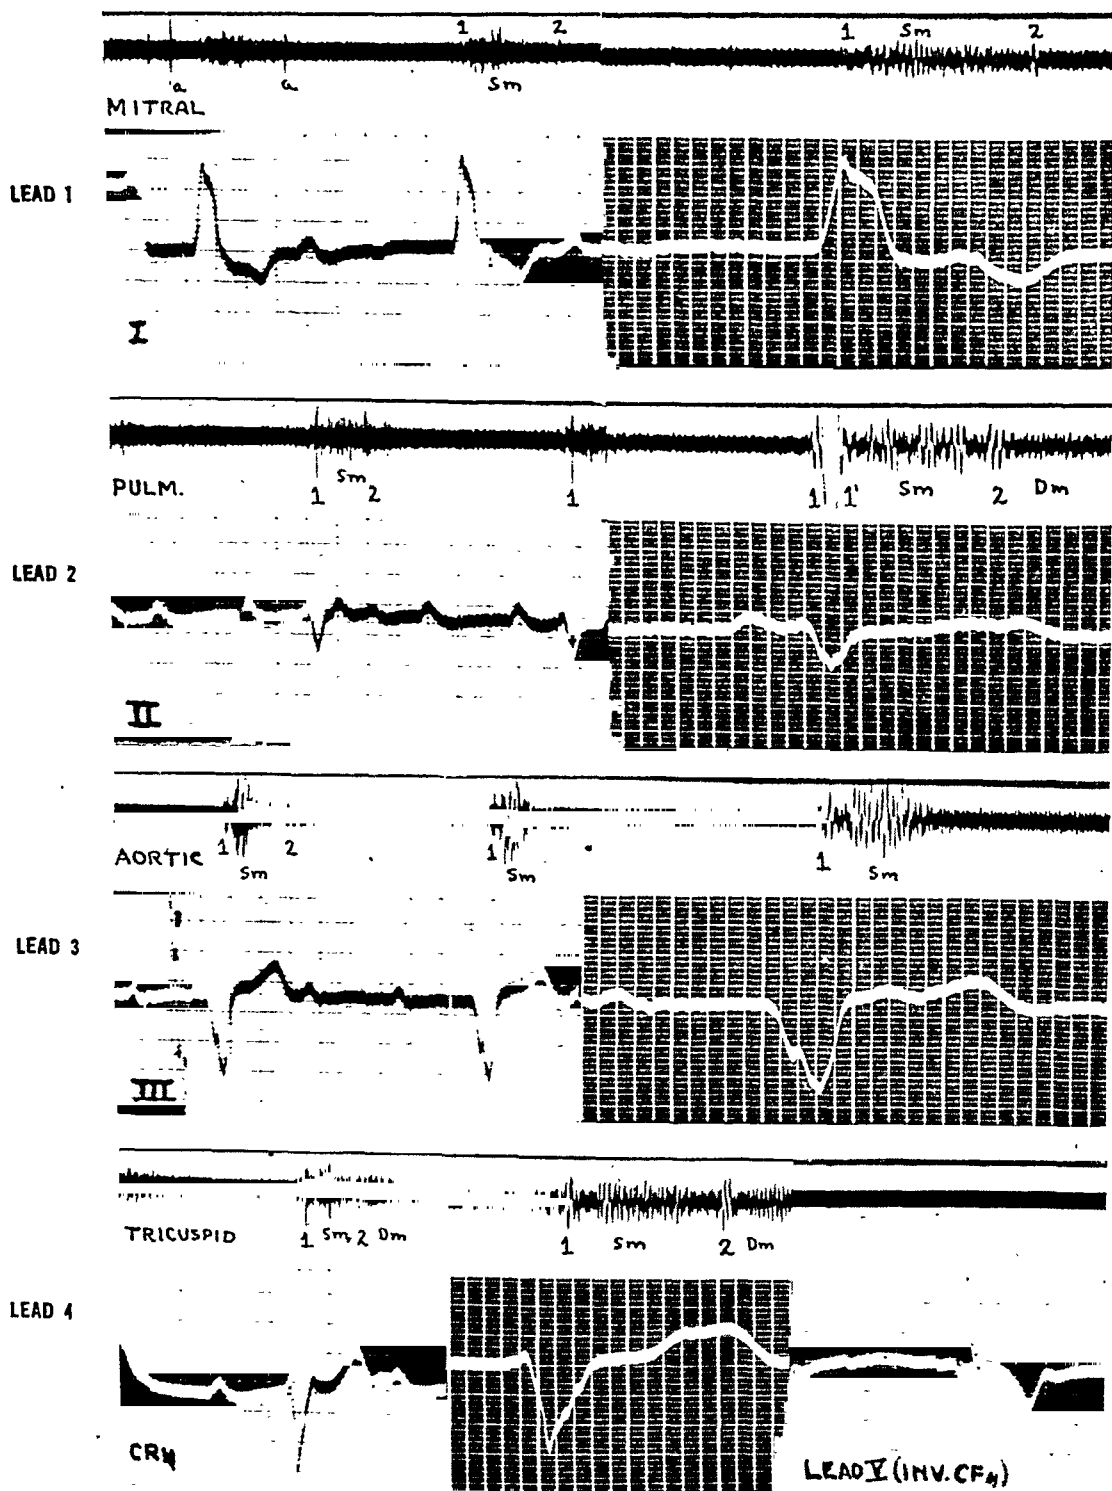 1 2 1 Sm 2
a a Sm
MITRAL
LEAD 1
I
PULM. 1 Sm 2 1 1 1' Sm 2 Dm
LEAD 2
II
AORTIC 1 Sm 2 1 Sm 1 Sm
LEAD 3
III
TRICUSPID 1 Sm 2 Dm 1 Sm 2 Dm
LEAD 4
CR4
LEAD V (INV. CF4)